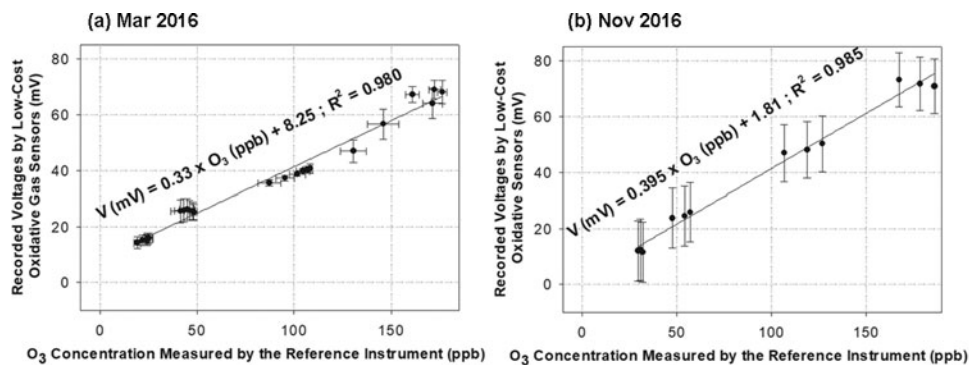 (a) Mar 2016
Recorded Voltages by Low-Cost
Oxidative Gas Sensors (mV)
80
60
40
20
0
V (mV) = 0.33 x O₃ (ppb) + 8.25 ; R² = 0.980
0 50 100 150
O₃ Concentration Measured by the Reference Instrument (ppb)
(b) Nov 2016
Recorded Voltages by Low-Cost
Oxidative Sensors (mV)
80
60
40
20
0
V (mV) = 0.395 x O₃ (ppb) + 1.81 ; R² = 0.985
0 50 100 150
O₃ Concentration Measured by the Reference Instrument (ppb)